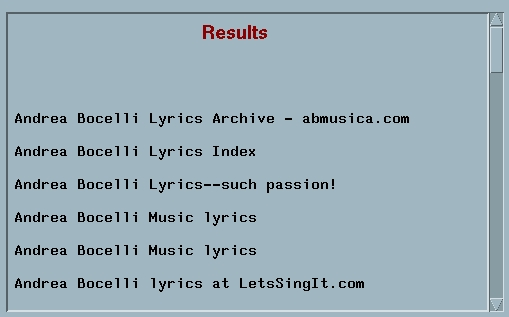 Results
Andrea Bocelli Lyrics Archive - abmusica.com
Andrea Bocelli Lyrics Index
Andrea Bocelli Lyrics--such passion!
Andrea Bocelli Music lyrics
Andrea Bocelli Music lyrics
Andrea Bocelli lyrics at LetsSingIt.com